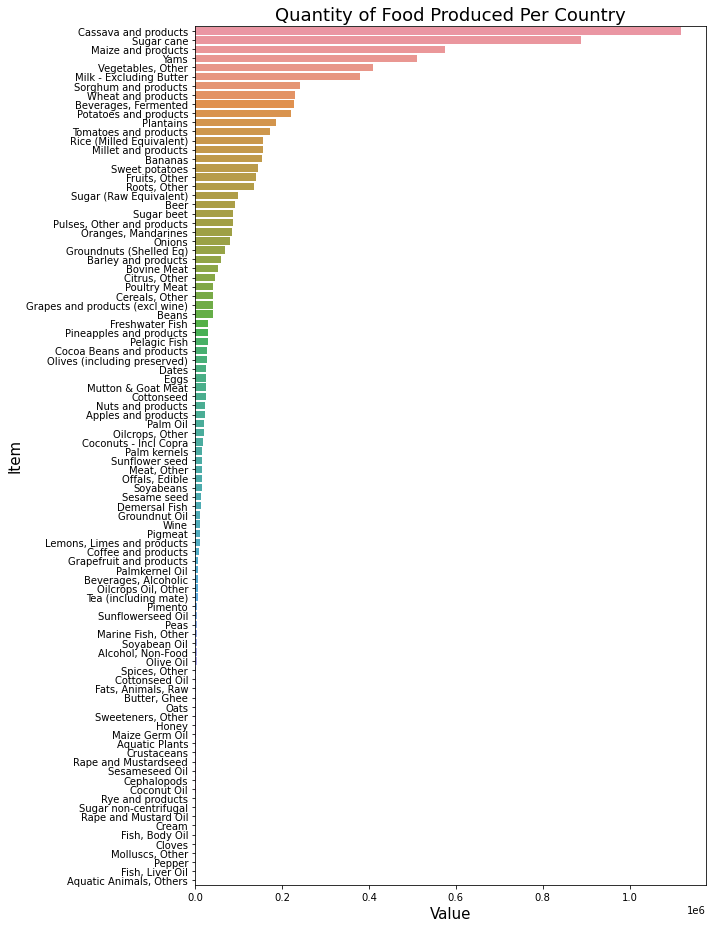 Quantity of Food Produced Per Country
Cassava and products
Sugar cane
Maize and products
Yams
Vegetables, Other
Milk - Excluding Butter
Sorghum and products
Wheat and products
Beverages, Fermented
Potatoes and products
Plantains
Tomatoes and products
Rice (Milled Equivalent)
Millet and products
Bananas
Sweet potatoes
Fruits, Other
Roots, Other
Sugar (Raw Equivalent)
Beer
Sugar beet
Pulses, Other and products
Oranges, Mandarines
Onions
Groundnuts (Shelled Eq)
Barley and products
Bovine Meat
Citrus, Other
Poultry Meat
Cereals, Other
Grapes and products (excl wine)
Beans
Freshwater Fish
Pineapples and products
Pelagic Fish
Cocoa Beans and products
Olives (including preserved)
Dates
Eggs
Mutton & Goat Meat
Cottonseed
Nuts and products
Apples and products
Palm Oil
Oilcrops, Other
Coconuts - Incl Copra
Palm kernels
Sunflower seed
Meat, Other
Offals, Edible
Soyabeans
Sesame seed
Demersal Fish
Groundnut Oil
Wine
Pigmeat
Lemons, Limes and products
Coffee and products
Grapefruit and products
Palmkernel Oil
Beverages, Alcoholic
Oilcrops Oil, Other
Tea (including mate)
Pimento
Sunflowerseed Oil
Peas
Marine Fish, Other
Soyabean Oil
Alcohol, Non-Food
Olive Oil
Spices, Other
Cottonseed Oil
Fats, Animals, Raw
Butter, Ghee
Oats
Sweeteners, Other
Honey
Maize Germ Oil
Aquatic Plants
Crustaceans
Rape and Mustardseed
Sesameseed Oil
Cephalopods
Coconut Oil
Rye and products
Sugar non-centrifugal
Rape and Mustard Oil
Cream
Fish, Body Oil
Cloves
Molluscs, Other
Pepper
Fish, Liver Oil
Aquatic Animals, Others
Item
0.0 0.2 0.4 0.6 0.8 1.0
1e6
Value